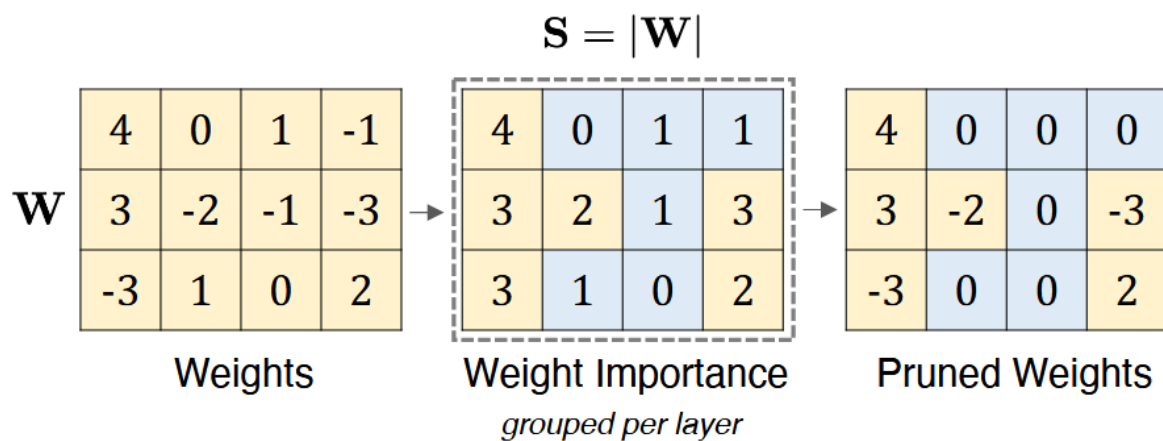 S = |W|
4 0 1 -1 4 0 1 1 4 0 0 0
W 3 -2 -1 -3 3 2 1 3 3 -2 0 -3
-3 1 0 2 3 1 0 2 -3 0 0 2
Weights Weight Importance Pruned Weights
grouped per layer